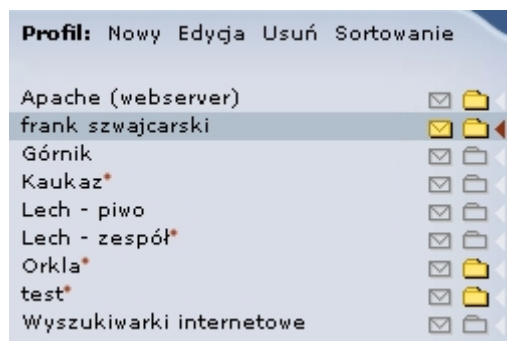 Profil: Nowy Edycja Usuń Sortowanie
Apache (webserver)
frank szwajcarski
Górnik
Kaukaz*
Lech - piwo
Lech - zespół*
Orkla*
test*
Wyszukiwarki internetowe